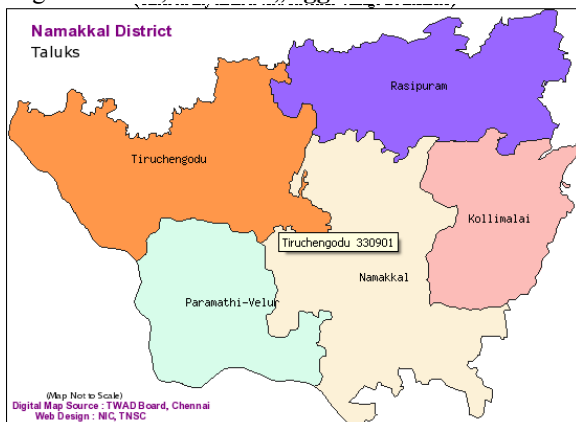 Namakkal District
Taluks
Rasipuram
Tiruchengodu
Kollimalai
Tiruchengodu 330901
Namakkal
Paramathi-Velur
(Map Not to Scale)
Digital Map Source : TWAD Board, Chennai
Web Design : NIC, TNSC